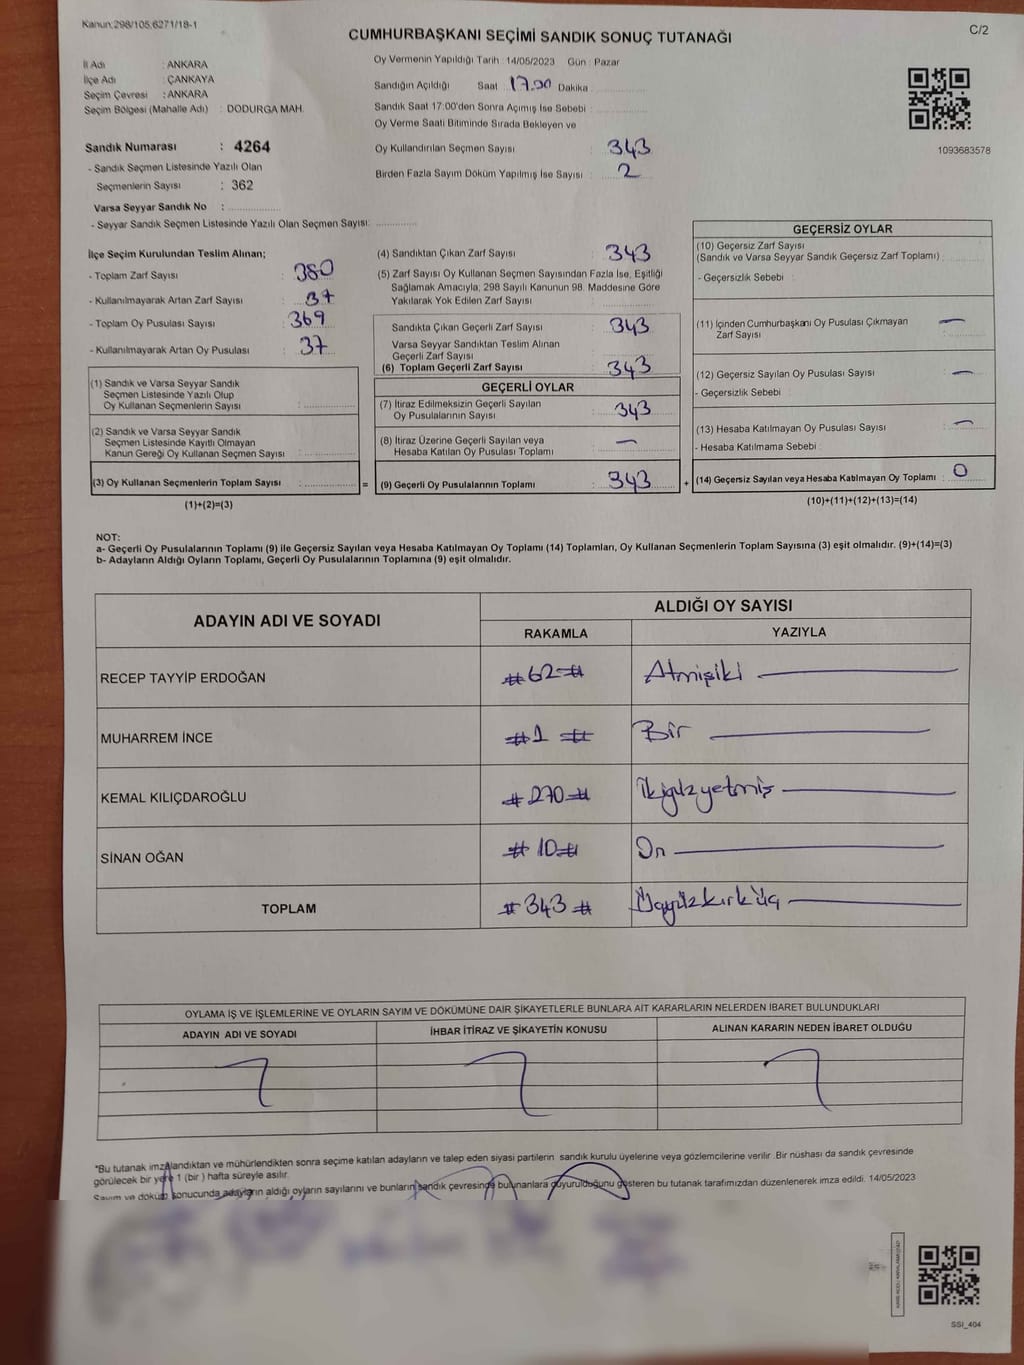 Kanun:298/105,6271/18-1
C/2
CUMHURBAŞKANI SEÇİMİ SANDIK SONUÇ TUTANAĞI
İl Adı : ANKARA
İlçe Adı : ÇANKAYA
Seçim Çevresi : ANKARA
Seçim Bölgesi (Mahalle Adı) : DODURGA MAH.
Sandık Numarası : 4264
- Sandık Seçmen Listesinde Yazılı Olan
Seçmenlerin Sayısı : 362
Varsa Seyyar Sandık No :
- Seyyar Sandık Seçmen Listesinde Yazılı Olan Seçmen Sayısı:
Oy Vermenin Yapıldığı Tarih : 14/05/2023 Gün : Pazar
Sandığın Açıldığı Saat 17.00 Dakika
Sandık Saat 17:00'den Sonra Açılmış İse Sebebi :
Oy Verme Saati Bitiminde Sırada Bekleyen ve
Oy Kullandırılan Seçmen Sayısı : 343
Birden Fazla Sayım Döküm Yapılmış İse Sayısı : 2
1093683578
İlçe Seçim Kurulundan Teslim Alınan;
- Toplam Zarf Sayısı : 380
- Kullanılmayarak Artan Zarf Sayısı : 37
- Toplam Oy Pusulası Sayısı : 369
- Kullanılmayarak Artan Oy Pusulası : 37
(1) Sandık ve Varsa Seyyar Sandık
Seçmen Listesinde Yazılı Olup
Oy Kullanan Seçmenlerin Sayısı :
(2) Sandık ve Varsa Seyyar Sandık
Seçmen Listesinde Kayıtlı Olmayan
Kanun Gereği Oy Kullanan Seçmen Sayısı :
(3) Oy Kullanan Seçmenlerin Toplam Sayısı :
(1)+(2)=(3)
=
(4) Sandıktan Çıkan Zarf Sayısı : 343
(5) Zarf Sayısı Oy Kullanan Seçmen Sayısından Fazla İse, Eşitliği
Sağlamak Amacıyla; 298 Sayılı Kanunun 98. Maddesine Göre
Yakılarak Yok Edilen Zarf Sayısı :
Sandıkta Çıkan Geçerli Zarf Sayısı : 343
Varsa Seyyar Sandıktan Teslim Alınan
Geçerli Zarf Sayısı :
(6) Toplam Geçerli Zarf Sayısı : 343
GEÇERLİ OYLAR
(7) İtiraz Edilmeksizin Geçerli Sayılan
Oy Pusulalarının Sayısı : 343
(8) İtiraz Üzerine Geçerli Sayılan veya
Hesaba Katılan Oy Pusulası Toplamı : —
(9) Geçerli Oy Pusulalarının Toplamı : 343
+
GEÇERSİZ OYLAR
(10) Geçersiz Zarf Sayısı
(Sandık ve Varsa Seyyar Sandık Geçersiz Zarf Toplamı) :
- Geçersizlik Sebebi :
(11) İçinden Cumhurbaşkanı Oy Pusulası Çıkmayan
Zarf Sayısı : —
(12) Geçersiz Sayılan Oy Pusulası Sayısı : —
- Geçersizlik Sebebi :
(13) Hesaba Katılmayan Oy Pusulası Sayısı : —
- Hesaba Katılmama Sebebi :
(14) Geçersiz Sayılan veya Hesaba Katılmayan Oy Toplamı : 0
(10)+(11)+(12)+(13)=(14)
NOT:
a- Geçerli Oy Pusulalarının Toplamı (9) ile Geçersiz Sayılan veya Hesaba Katılmayan Oy Toplamı (14) Toplamları, Oy Kullanan Seçmenlerin Toplam Sayısına (3) eşit olmalıdır. (9)+(14)=(3)
b- Adayların Aldığı Oyların Toplamı, Geçerli Oy Pusulalarının Toplamına (9) eşit olmalıdır.
ADAYIN ADI VE SOYADI
ALDIĞI OY SAYISI
RAKAMLA YAZIYLA
RECEP TAYYİP ERDOĞAN #62# Atmışiki
MUHARREM İNCE #1# Bir
KEMAL KILIÇDAROĞLU #270# İkiyüzyetmiş
SİNAN OĞAN #10# On
TOPLAM #343# Üçyüzkırküç
OYLAMA İŞ VE İŞLEMLERİNE VE OYLARIN SAYIM VE DÖKÜMÜNE DAİR ŞİKAYETLERLE BUNLARA AİT KARARLARIN NELERDEN İBARET BULUNDUKLARI
ADAYIN ADI VE SOYADI İHBAR İTİRAZ VE ŞİKAYETİN KONUSU ALINAN KARARIN NEDEN İBARET OLDUĞU
*Bu tutanak imzalandıktan ve mühürlendikten sonra seçime katılan adayların ve talep eden siyasi partilerin sandık kurulu üyelerine veya gözlemcilerine verilir. Bir nüshası da sandık çevresinde
görülecek bir yere 1 (bir) hafta süreyle asılır.
Sayım ve döküm sonucunda adayların aldığı oyların sayılarını ve bunların sandık çevresinde bulunanlara duyurulduğunu gösteren bu tutanak tarafımızdan düzenlenerek imza edildi. 14/05/2023
SSI_404